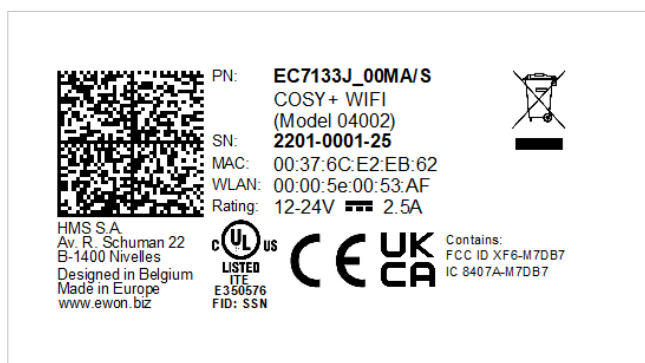 PN: EC7133J_00MA/S
COSY+ WIFI
(Model 04002)
SN: 2201-0001-25
MAC: 00:37:6C:E2:EB:62
WLAN: 00:00:5e:00:53:AF
Rating: 12-24V 2.5A
HMS S.A.
Av. R. Schuman 22
B-1400 Nivelles
Designed in Belgium
Made in Europe
www.ewon.biz
C UL US
LISTED
ITE
E350576
FID: SSN
CE
UK
CA
Contains:
FCC ID XF6-M7DB7
IC 8407A-M7DB7